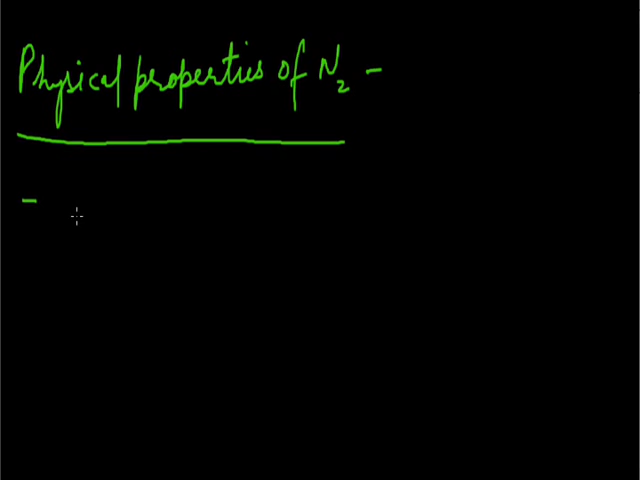 Physical properties of N₂ -
-